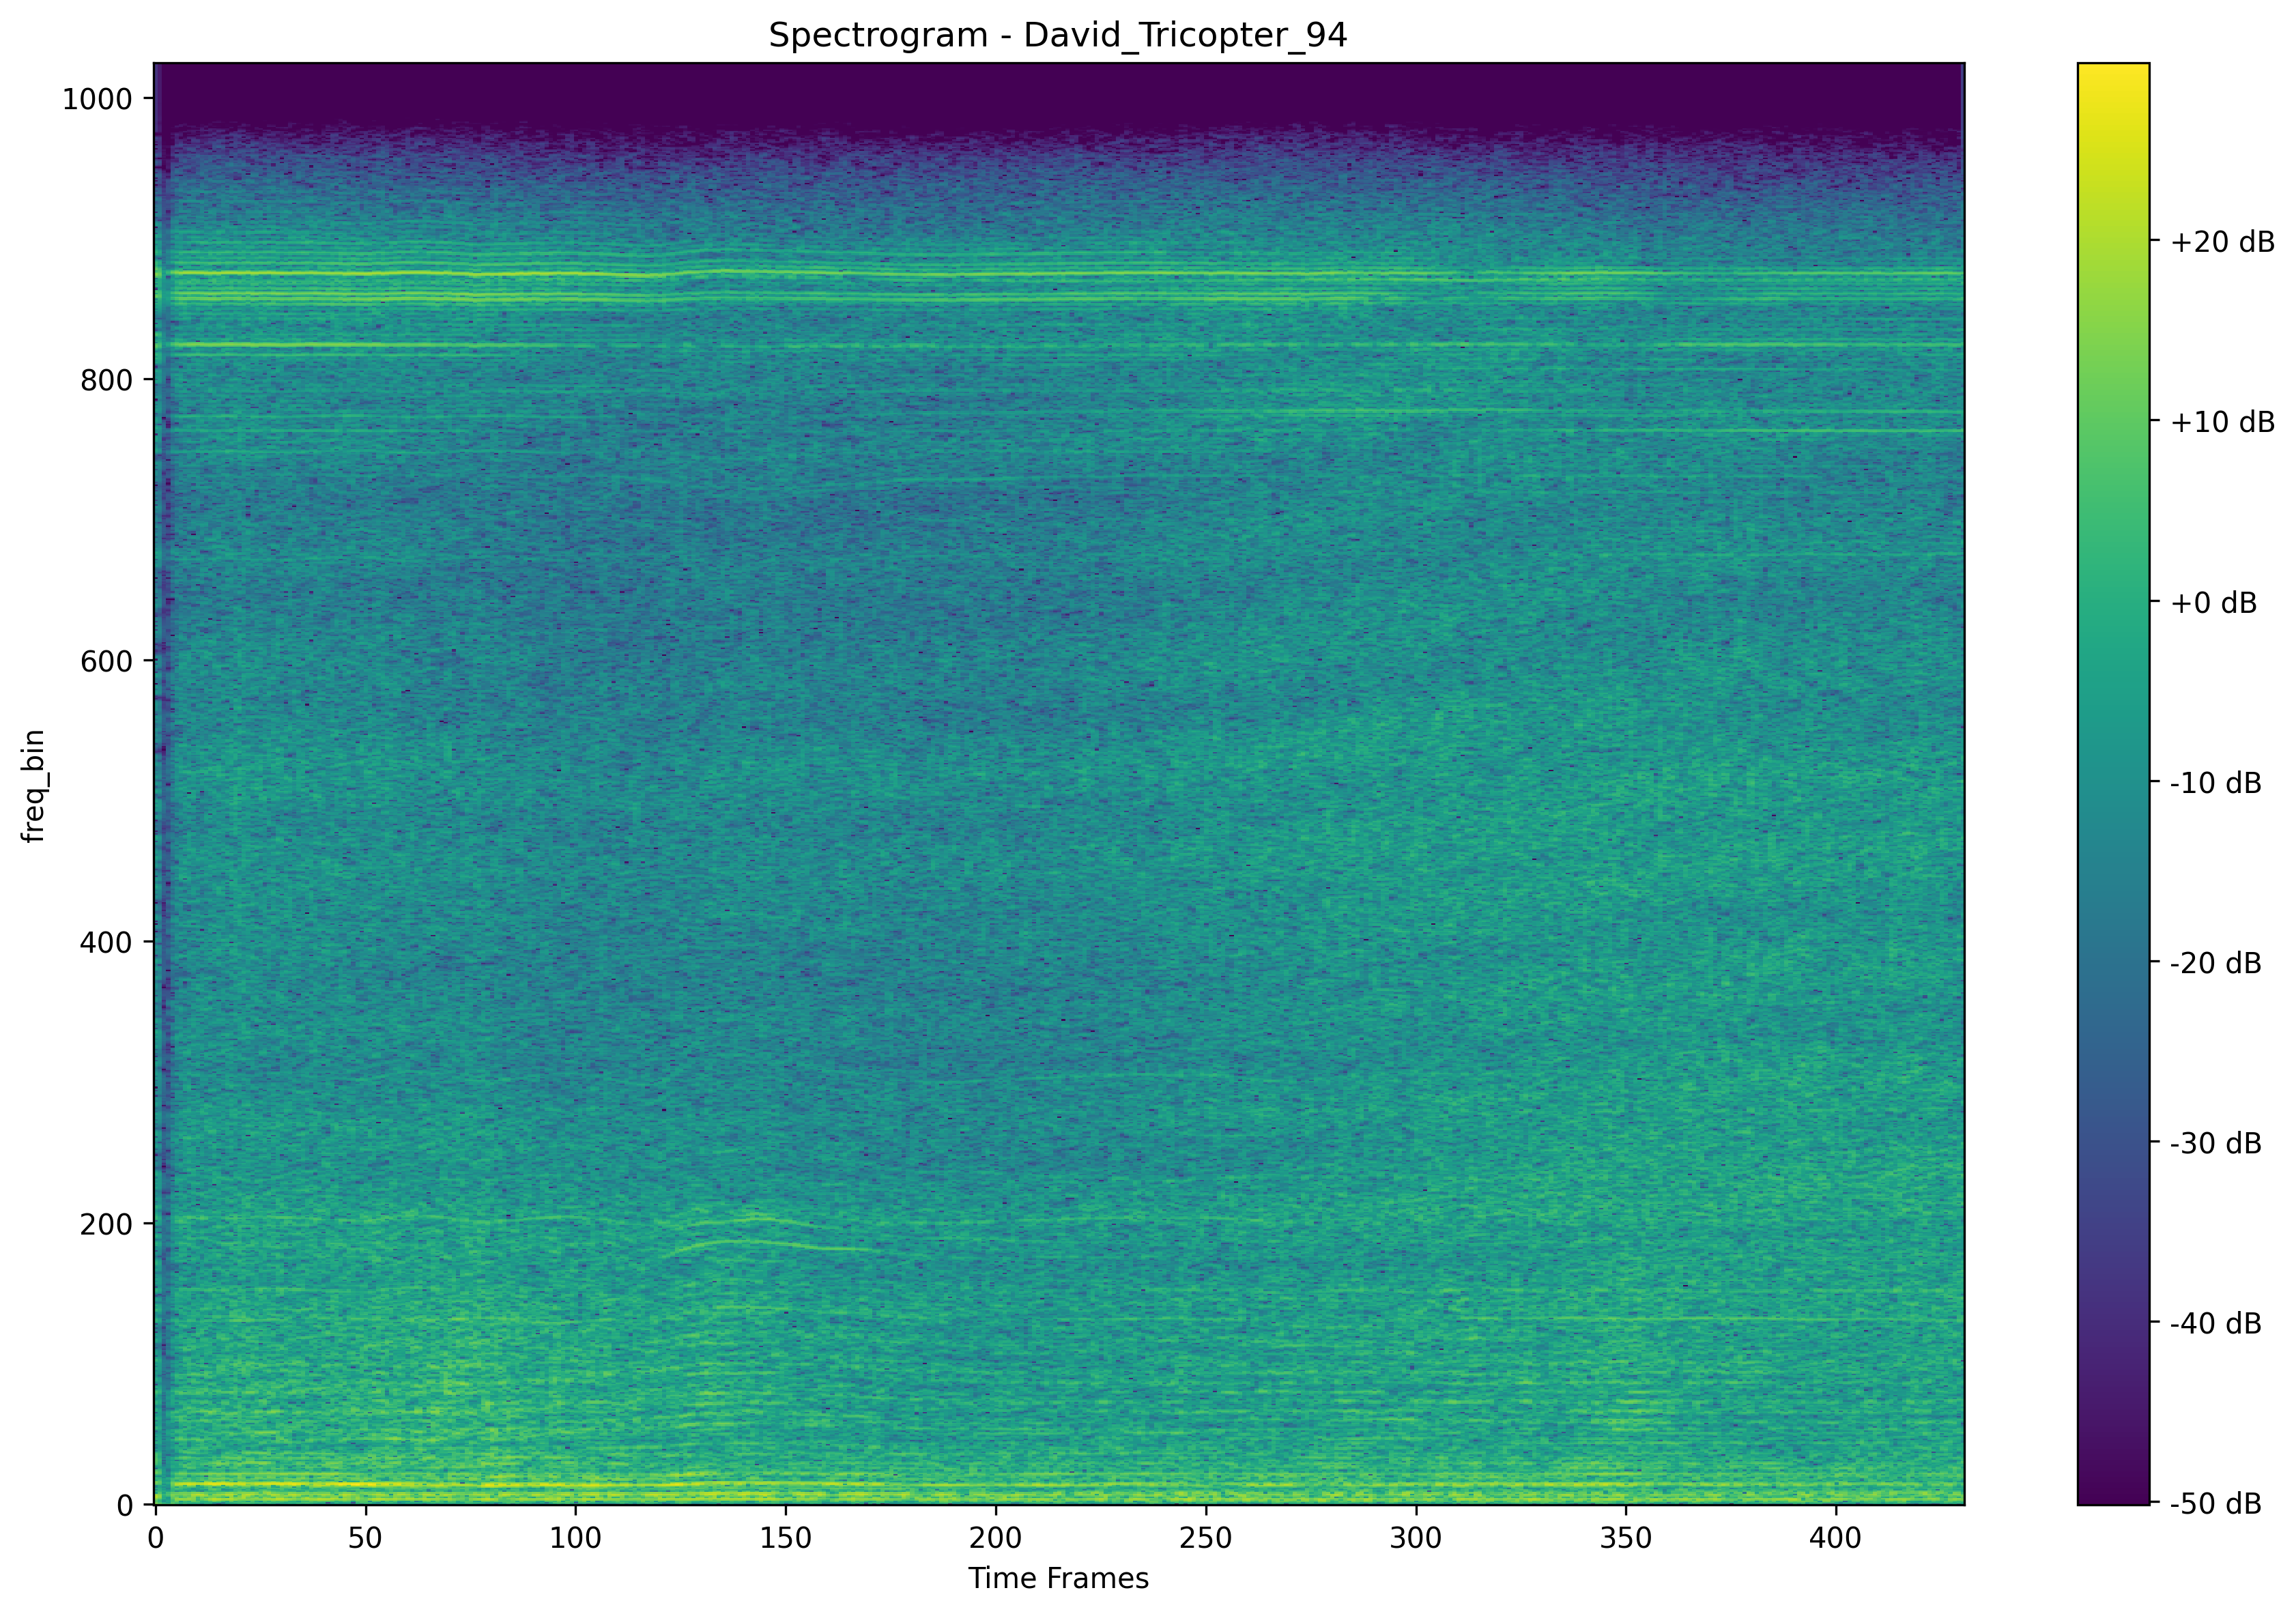 Spectrogram - David_Tricopter_94
1000
800
600
400
200
0
freq_bin
0 50 100 150 200 250 300 350 400
Time Frames
+20 dB
+10 dB
+0 dB
-10 dB
-20 dB
-30 dB
-40 dB
-50 dB